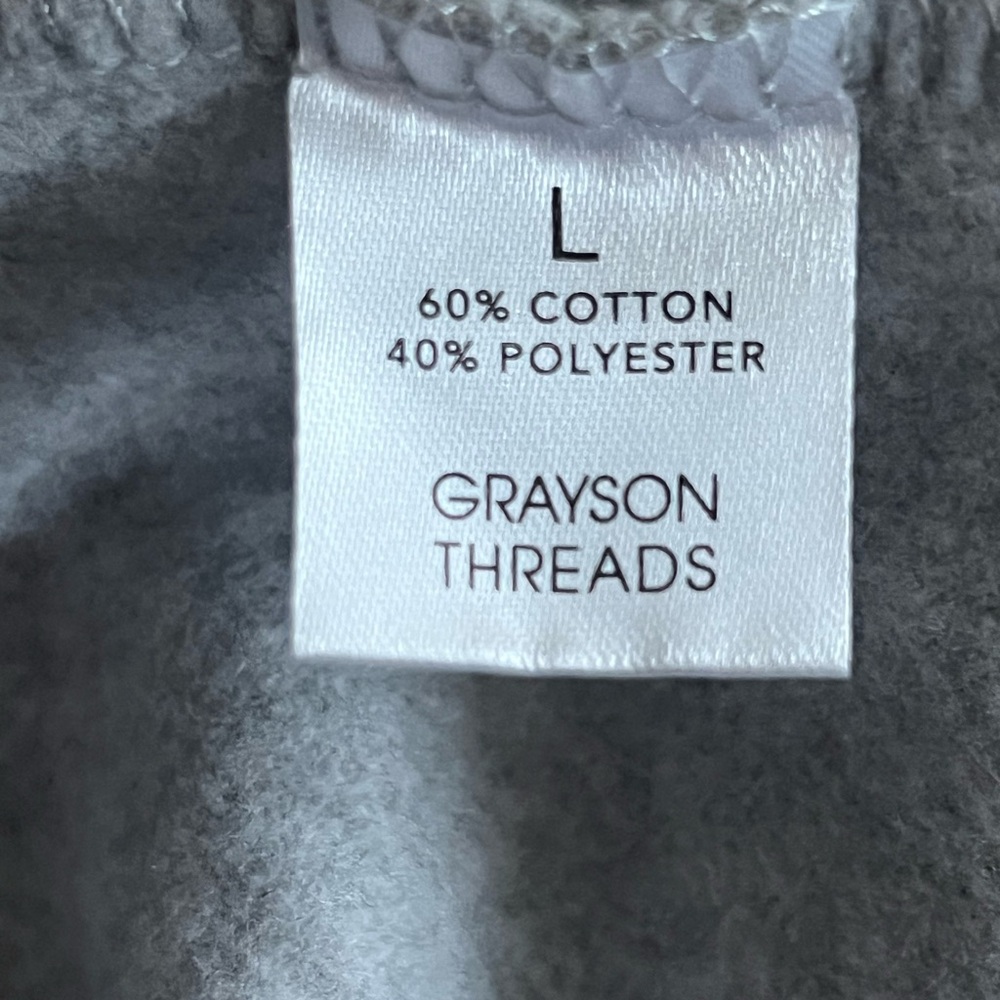 L
60% COTTON
40% POLYESTER
GRAYSON
THREADS